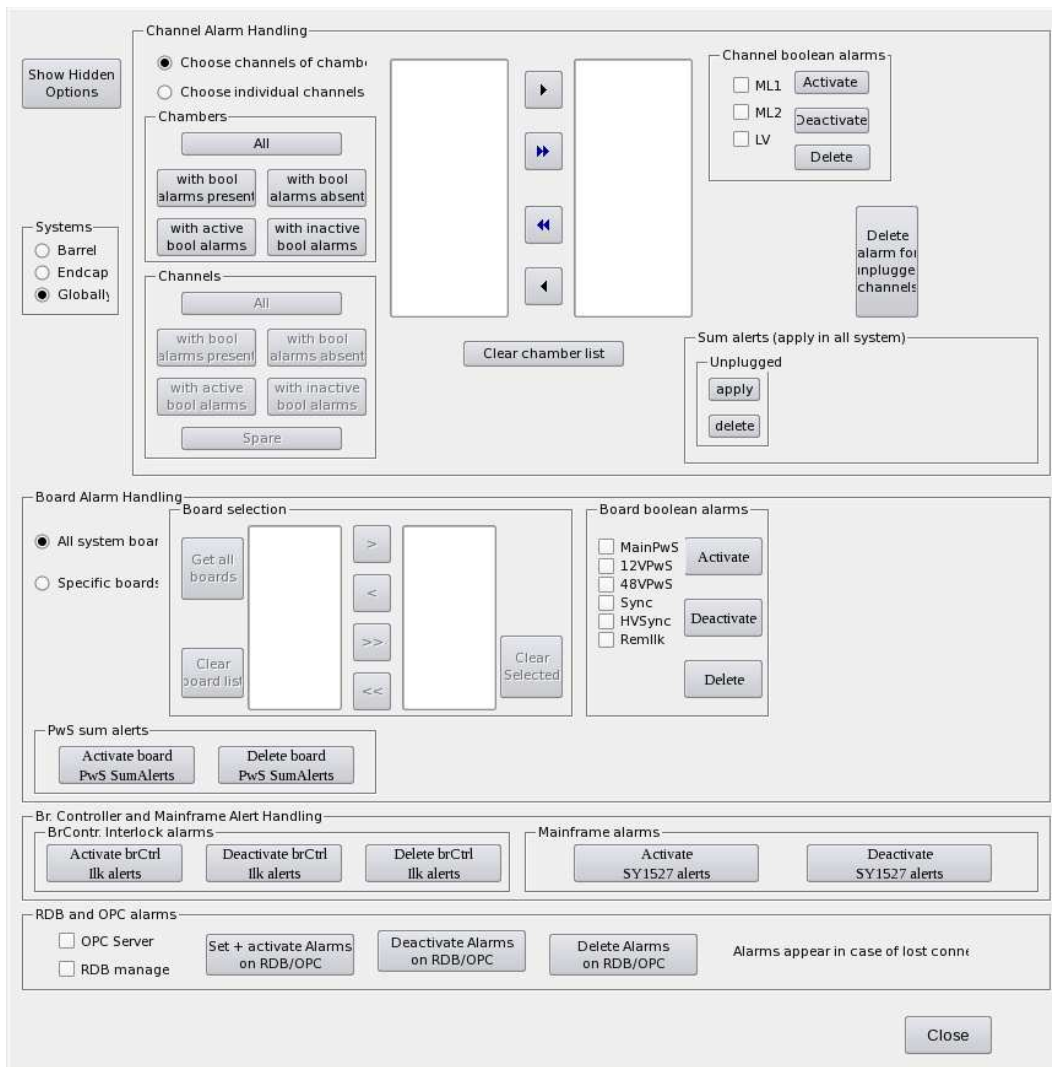 Channel Alarm Handling
Show Hidden
Options
Choose channels of chamb
Choose individual channels
Chambers
All
with bool
alarms present
with bool
alarms absent
with active
bool alarms
with inactive
bool alarms
Channels
All
with bool
alarms present
with bool
alarms absent
with active
bool alarms
with inactive
bool alarms
Spare
Systems
Barrel
Endcap
Globally
Clear chamber list
Channel boolean alarms
ML1
ML2
LV
Activate
Deactivate
Delete
Delete
alarm for
unplugge
channels
Sum alerts (apply in all system)
Unplugged
apply
delete
Board Alarm Handling
All system boar
Specific boards
Board selection
Get all
boards
Clear
board list
>
<
>>
<<
Clear
Selected
Board boolean alarms
MainPwS
12VPwS
48VPwS
Sync
HVSync
RemIlk
Activate
Deactivate
Delete
PwS sum alerts
Activate board
PwS SumAlerts
Delete board
PwS SumAlerts
Br. Controller and Mainframe Alert Handling
BrContr. Interlock alarms
Activate brCtrl
Ilk alerts
Deactivate brCtrl
Ilk alerts
Delete brCtrl
Ilk alerts
Mainframe alarms
Activate
SY1527 alerts
Deactivate
SY1527 alerts
RDB and OPC alarms
OPC Server
RDB manage
Set + activate Alarms
on RDB/OPC
Deactivate Alarms
on RDB/OPC
Delete Alarms
on RDB/OPC
Alarms appear in case of lost conne
Close